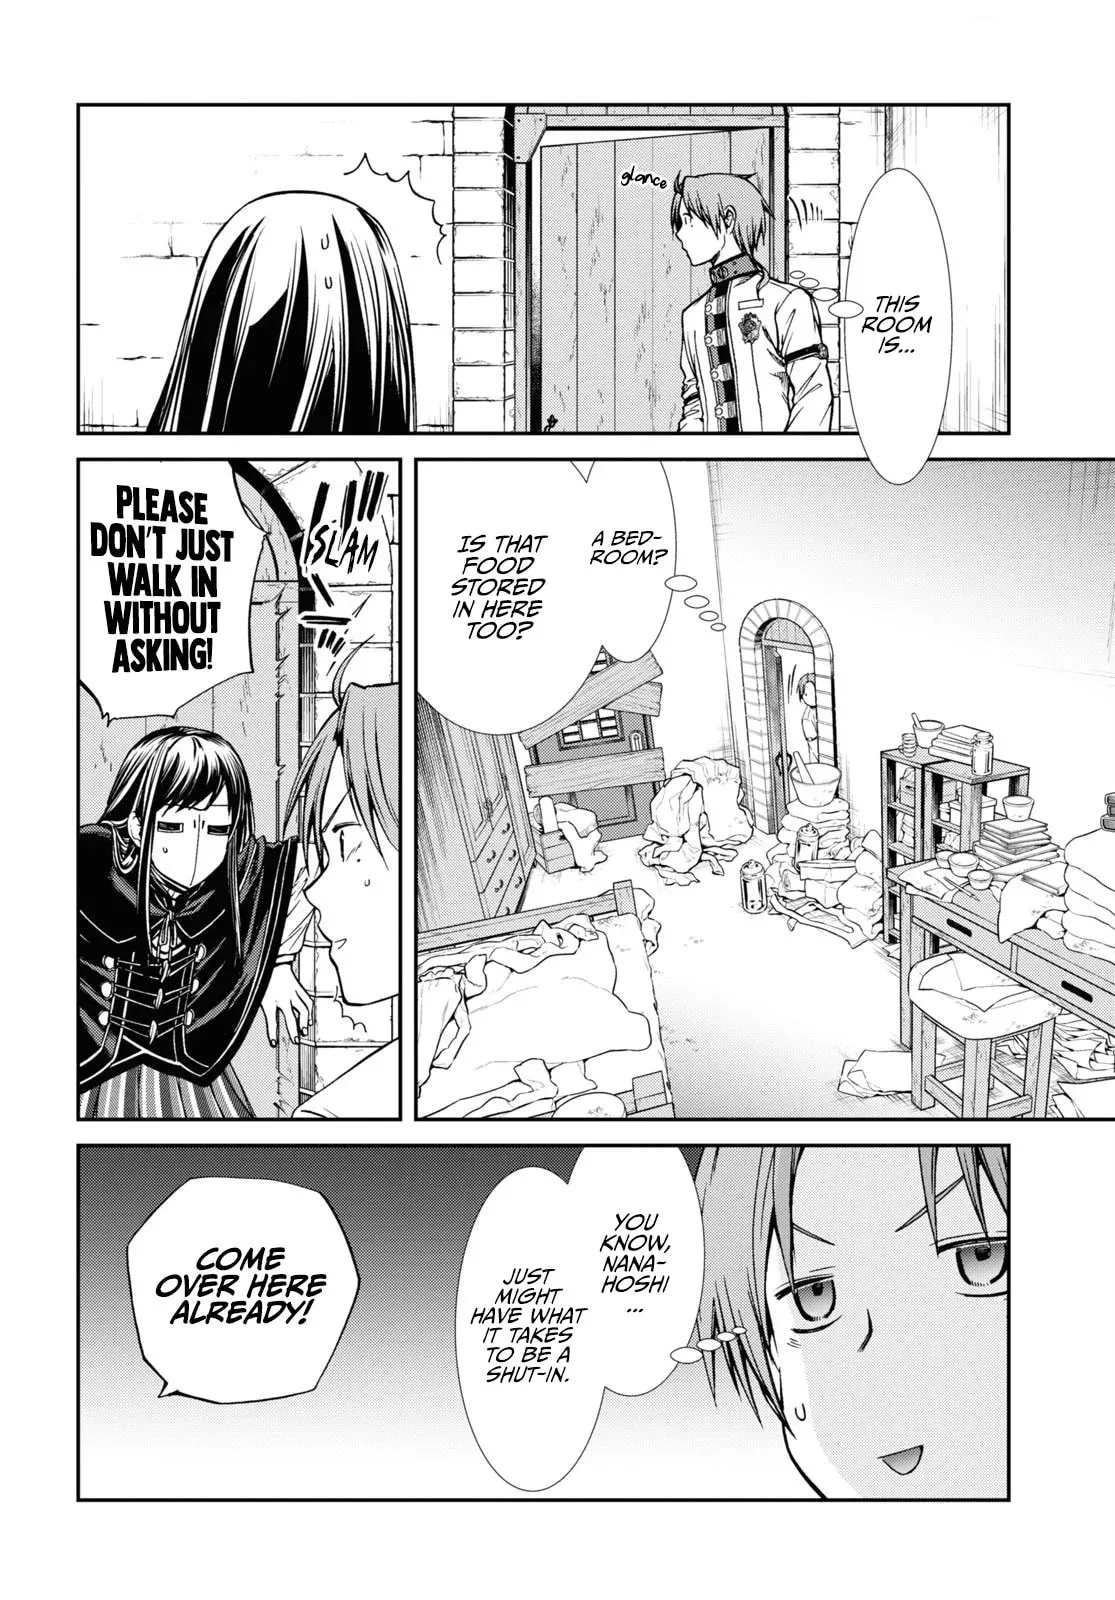 glance
THIS
ROOM
IS...
A BED-
ROOM?
IS THAT
FOOD
STORED
IN HERE
TOO?
SLAM
PLEASE
DON'T JUST
WALK IN
WITHOUT
ASKING!
YOU
KNOW,
NANA-
HOSHI
...
JUST
MIGHT
HAVE WHAT
IT TAKES
TO BE A
SHUT-IN.
COME
OVER HERE
ALREADY!